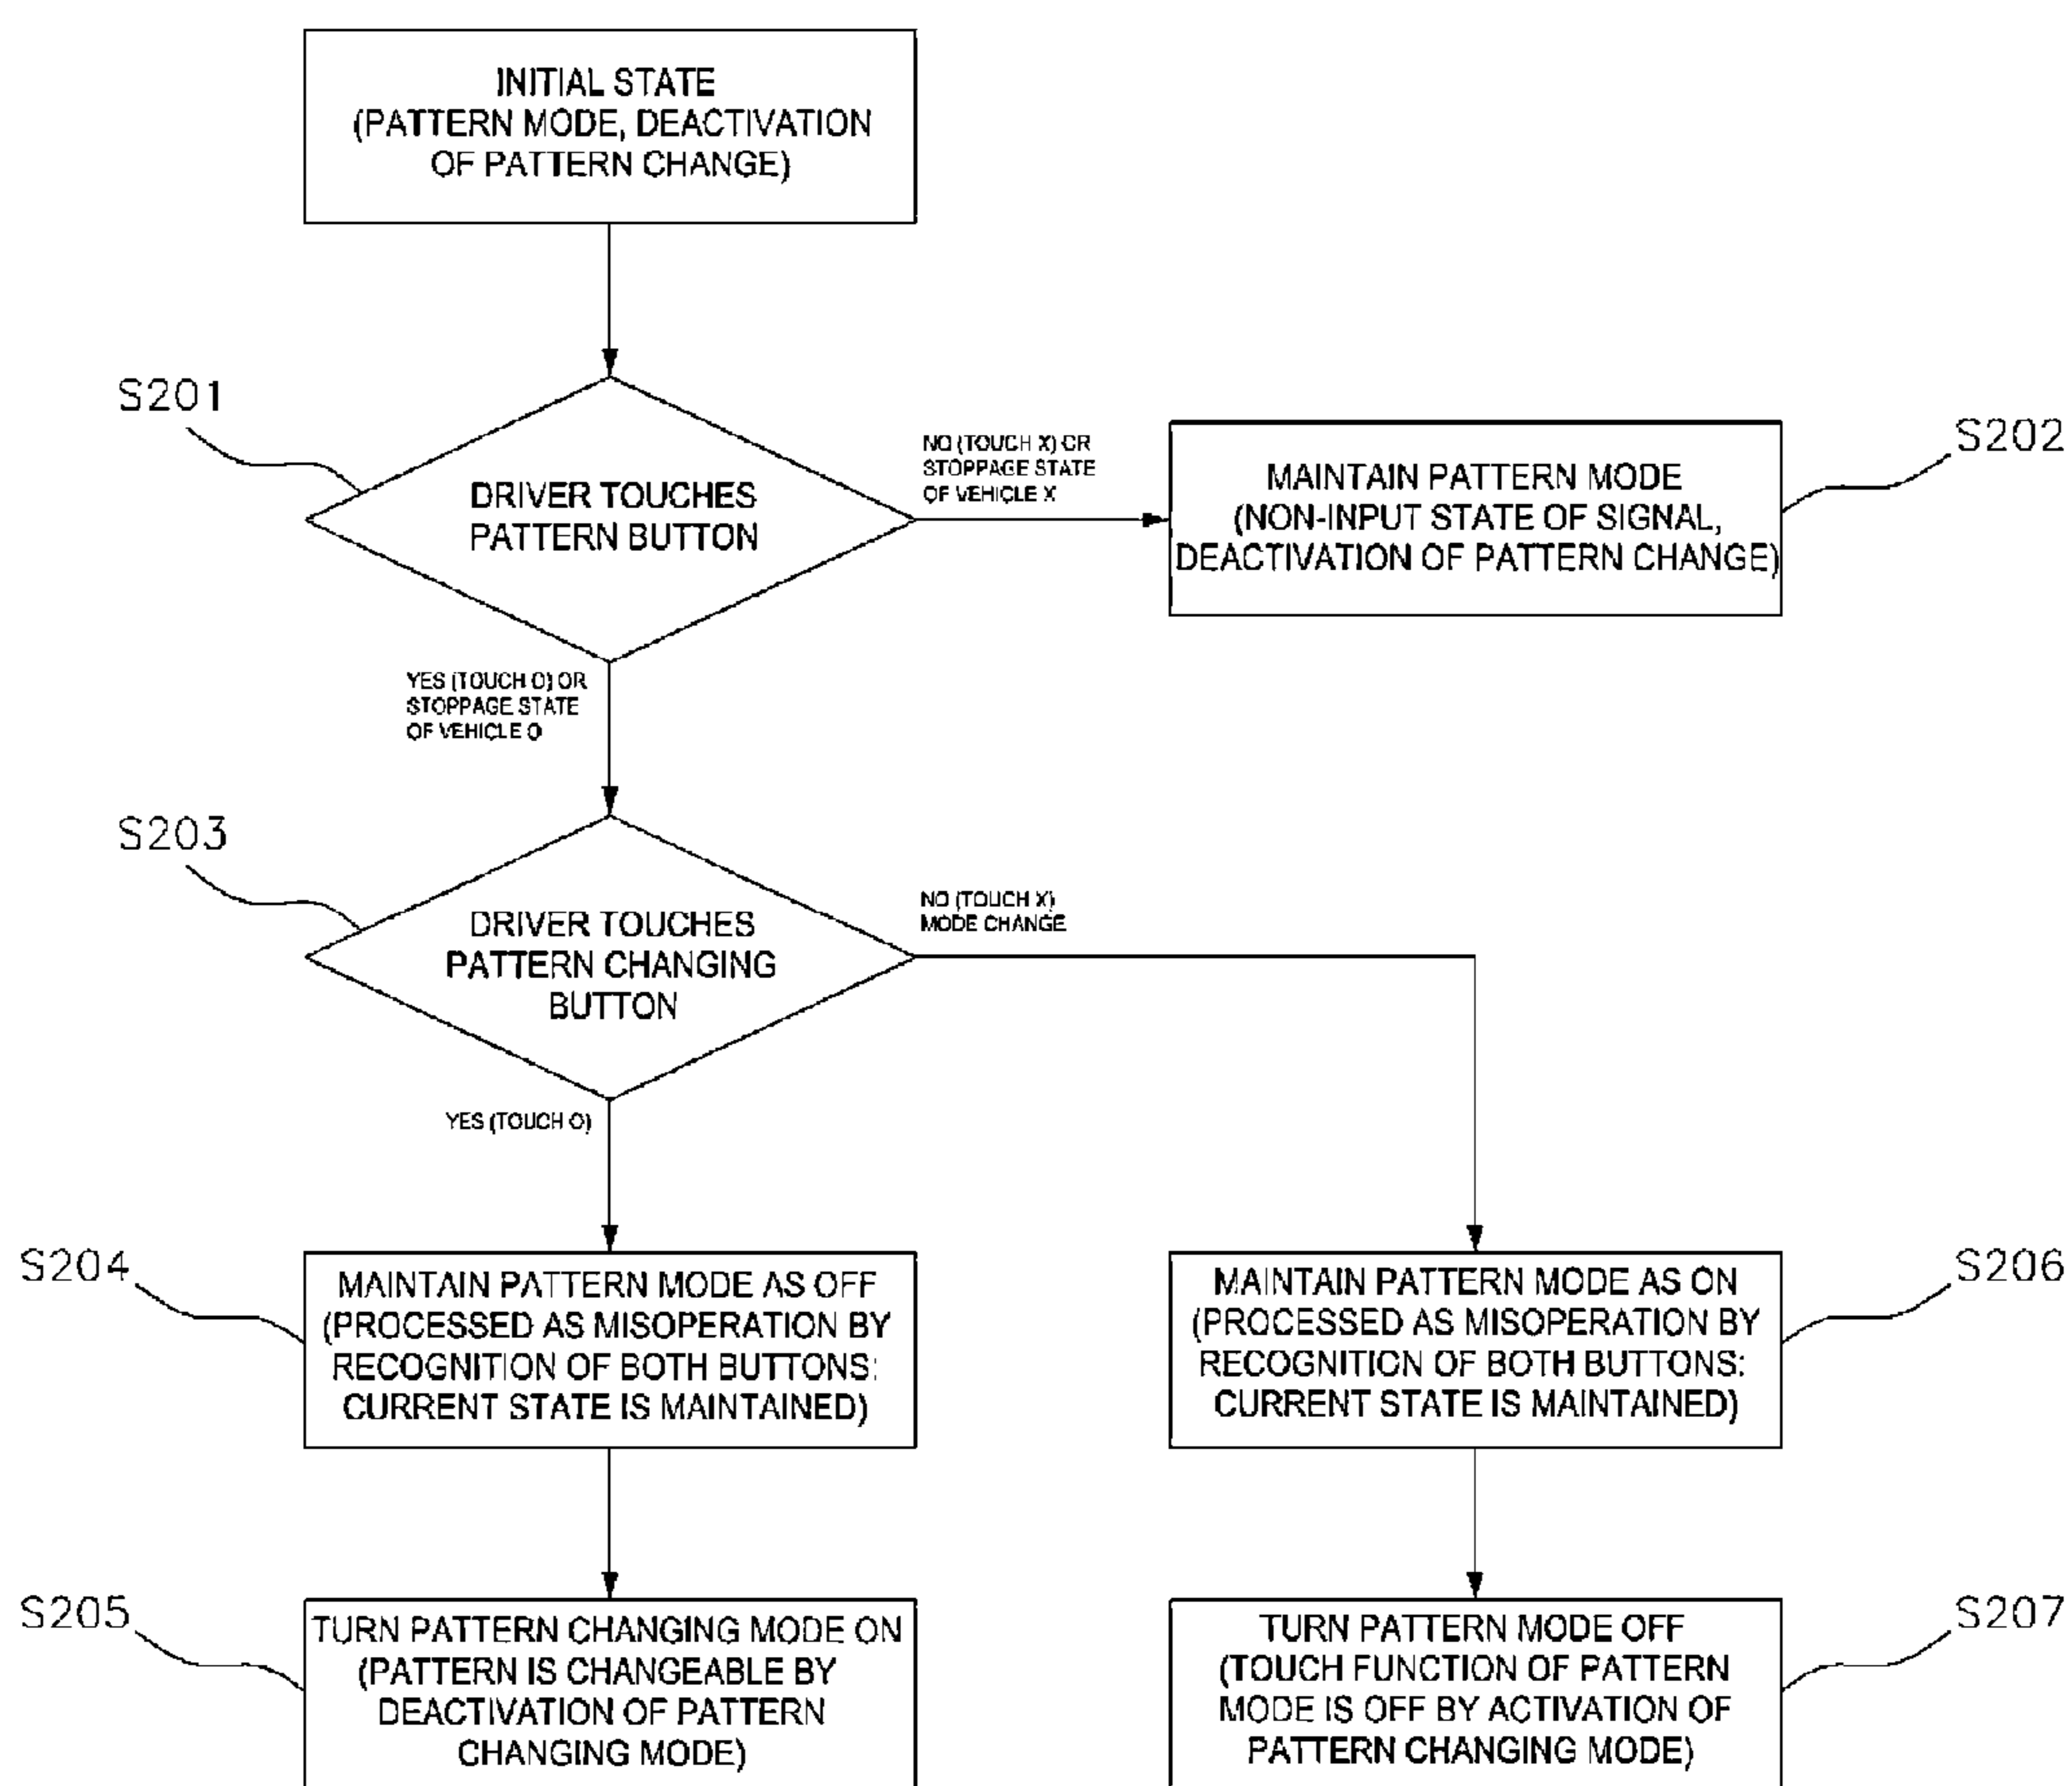 INITIAL STATE
(PATTERN MODE, DEACTIVATION
OF PATTERN CHANGE)
S201
DRIVER TOUCHES
PATTERN BUTTON
NO (TOUCH X) OR
STOPPAGE STATE
OF VEHICLE X
MAINTAIN PATTERN MODE
(NON-INPUT STATE OF SIGNAL,
DEACTIVATION OF PATTERN CHANGE)
S202
YES (TOUCH O) OR
STOPPAGE STATE
OF VEHICLE O
S203
DRIVER TOUCHES
PATTERN CHANGING
BUTTON
NO (TOUCH X)
MODE CHANGE
YES (TOUCH O)
S204
MAINTAIN PATTERN MODE AS OFF
(PROCESSED AS MISOPERATION BY
RECOGNITION OF BOTH BUTTONS:
CURRENT STATE IS MAINTAINED)
MAINTAIN PATTERN MODE AS ON
(PROCESSED AS MISOPERATION BY
RECOGNITION OF BOTH BUTTONS:
CURRENT STATE IS MAINTAINED)
S206
S205
TURN PATTERN CHANGING MODE ON
(PATTERN IS CHANGEABLE BY
DEACTIVATION OF PATTERN
CHANGING MODE)
TURN PATTERN MODE OFF
(TOUCH FUNCTION OF PATTERN
MODE IS OFF BY ACTIVATION OF
PATTERN CHANGING MODE)
S207